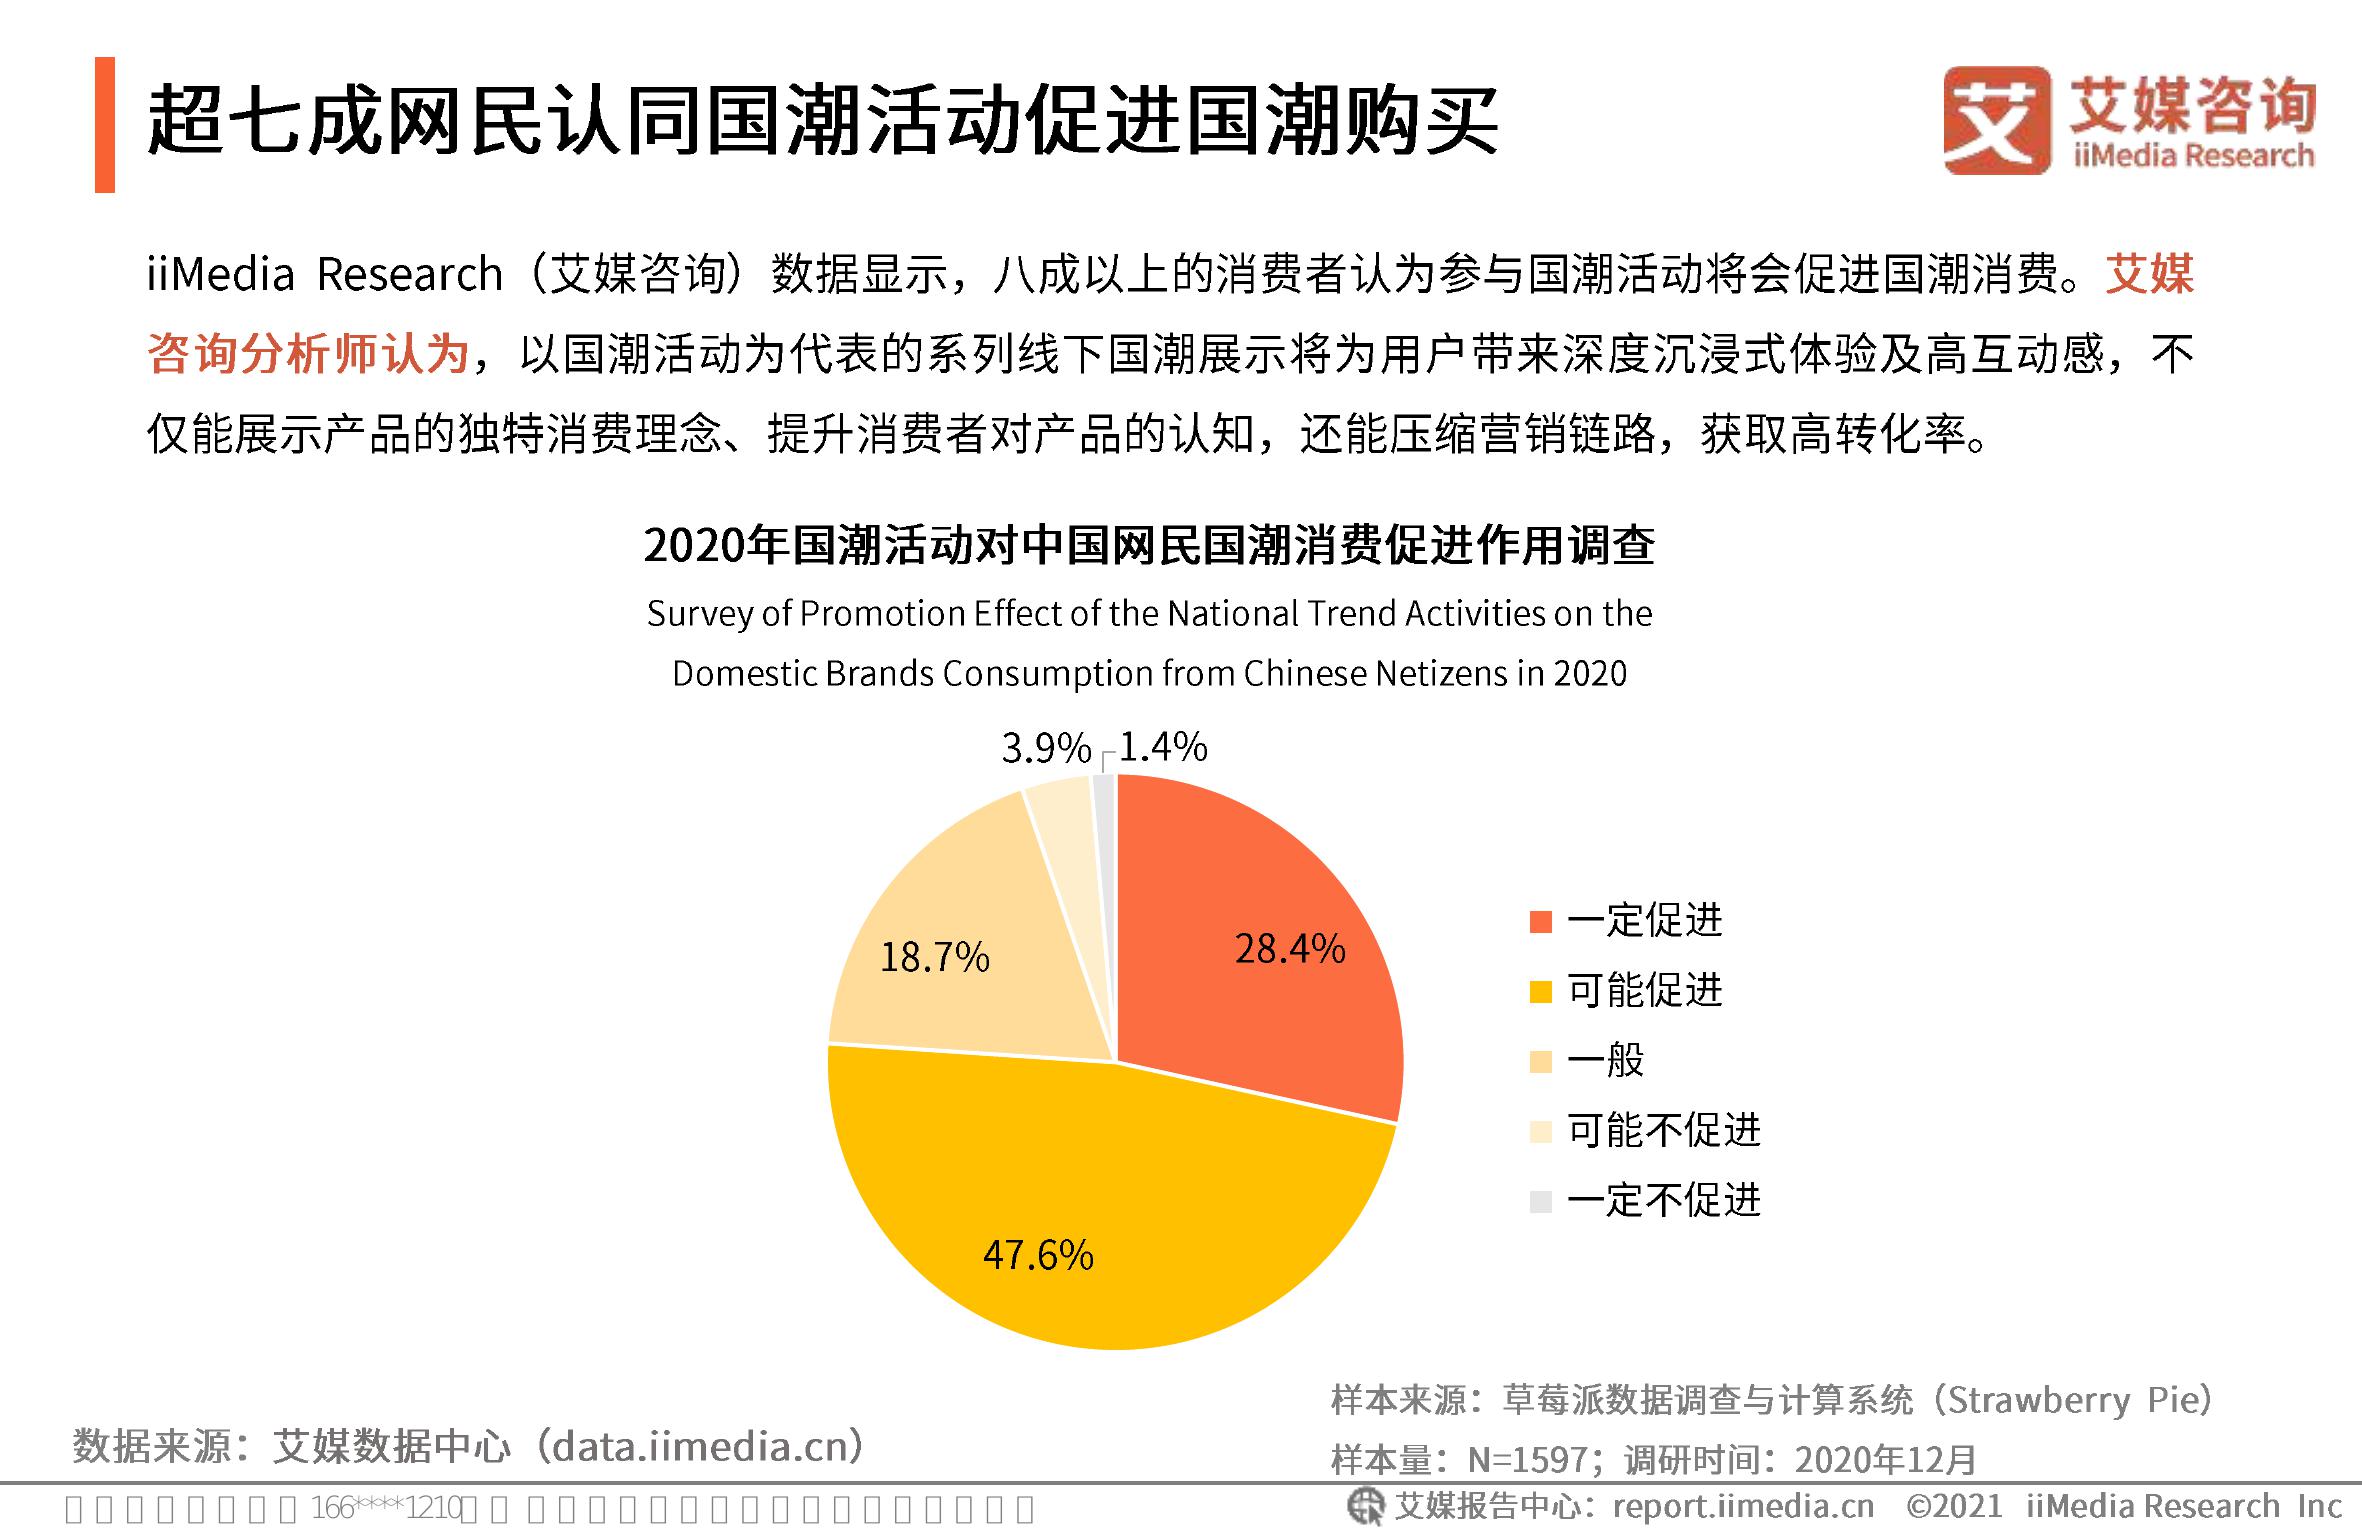 超七成网民认同国潮活动促进国潮购买
艾 艾媒咨询
iiMedia Research
iiMedia Research（艾媒咨询）数据显示，八成以上的消费者认为参与国潮活动将会促进国潮消费。艾媒
咨询分析师认为，以国潮活动为代表的系列线下国潮展示将为用户带来深度沉浸式体验及高互动感，不
仅能展示产品的独特消费理念、提升消费者对产品的认知，还能压缩营销链路，获取高转化率。
2020年国潮活动对中国网民国潮消费促进作用调查
Survey of Promotion Effect of the National Trend Activities on the
Domestic Brands Consumption from Chinese Netizens in 2020
3.9% 1.4%
18.7%
28.4%
47.6%
一定促进
可能促进
一般
可能不促进
一定不促进
样本来源：草莓派数据调查与计算系统（Strawberry Pie）
数据来源：艾媒数据中心（data.iimedia.cn）
样本量：N=1597；调研时间：2020年12月
166****1210
艾媒报告中心：report.iimedia.cn ©2021 iiMedia Research Inc